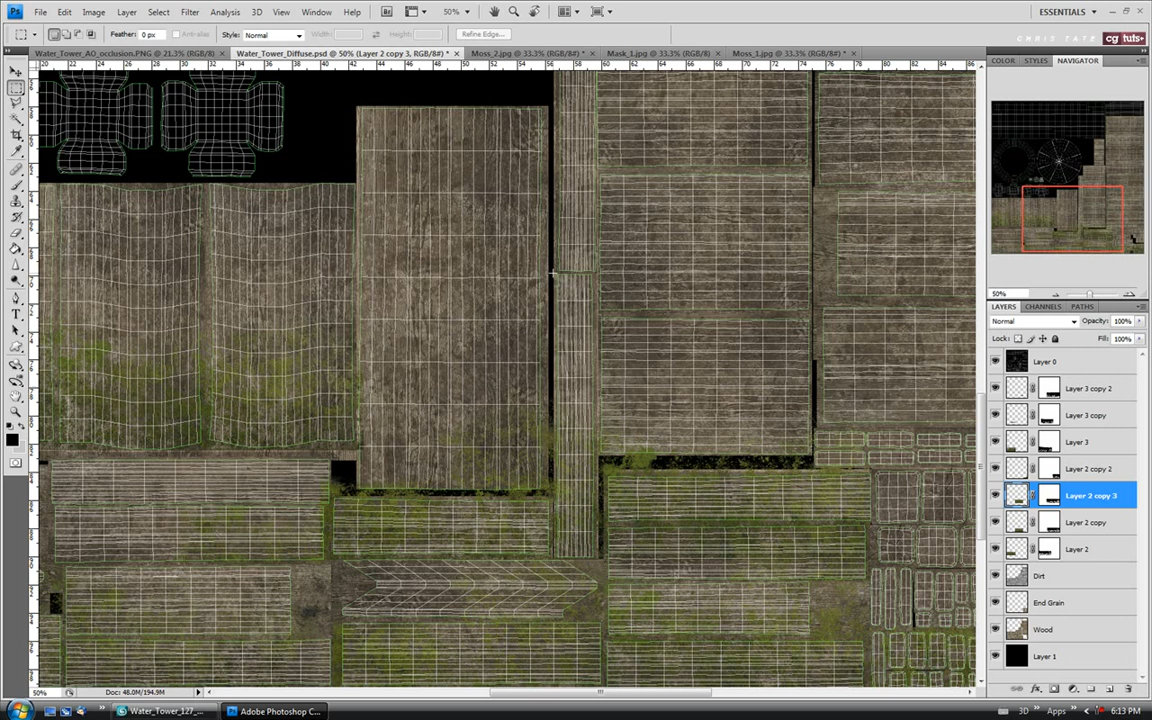 File Edit Image Layer Select Filter Analysis 3D View Window Help 50% ESSENTIALS
Feather: 0 px Anti-alias Style: Normal Width: Height: Refine Edge... CHRIS TATE cg tuts+
Water_Tower_AO_occlusion.PNG @ 21.3% (RGB/8) × Water_Tower_Diffuse.psd @ 50% (Layer 2 copy 3, RGB/8#) * × Moss_2.jpg @ 33.3% (RGB/8#) * × Mask_1.jpg @ 33.3% (RGB/8) × Moss_1.jpg @ 33.3% (RGB/8#) * ×
COLOR STYLES NAVIGATOR
50%
LAYERS CHANNELS PATHS
Normal Opacity: 100%
Lock: Fill: 100%
Layer 0
Layer 3 copy 2
Layer 3 copy
Layer 3
Layer 2 copy 2
Layer 2 copy 3
Layer 2 copy
Layer 2
Dirt
End Grain
Wood
Layer 1
50% Doc: 48.0M/194.9M
Water_Tower_127_... Adobe Photoshop C... 3D Apps 6:13 PM